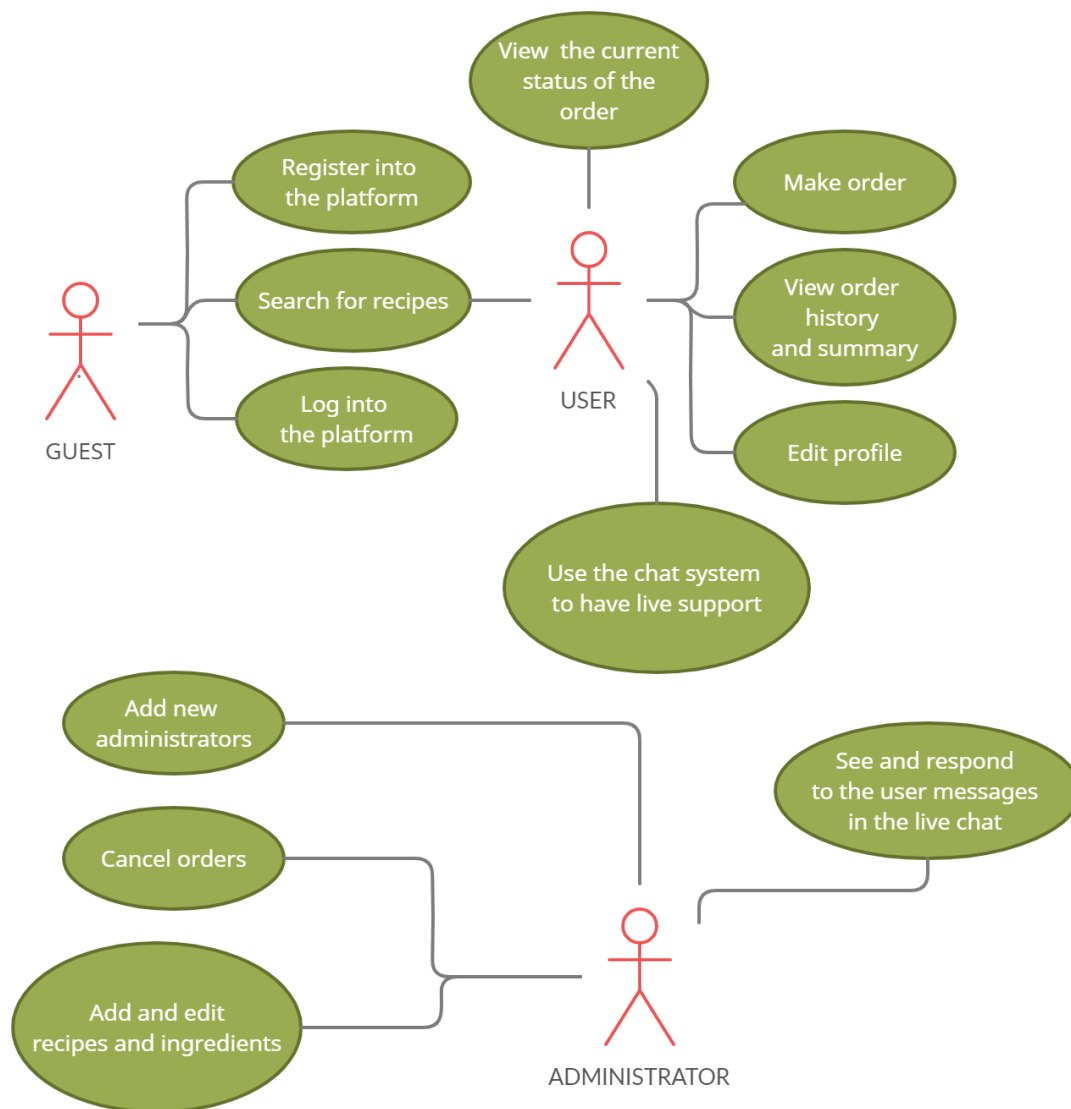 View the current
status of the
order
Register into
the platform
Make order
Search for recipes
View order
history
and summary
Log into
the platform
USER
GUEST
Edit profile
Use the chat system
to have live support
Add new
administrators
See and respond
to the user messages
in the live chat
Cancel orders
Add and edit
recipes and ingredients
ADMINISTRATOR